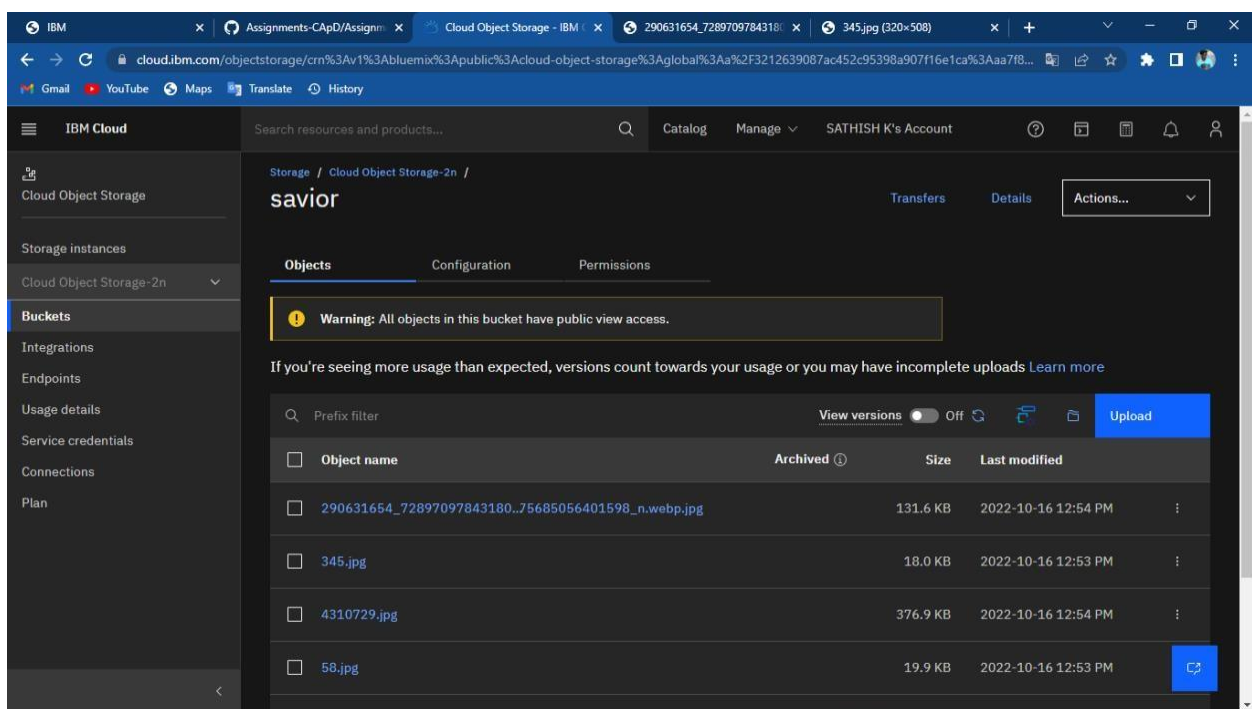 IBM
Assignments-CApD/Assignm
Cloud Object Storage - IBM
290631654_7289709784318
345.jpg (320×508)
cloud.ibm.com/objectstorage/crn%3Av1%3Abluemix%3Apublic%3Acloud-object-storage%3Aglobal%3Aa%2F3212639087ac452c95398a907f16e1ca%3Aaa7f8...
Gmail YouTube Maps Translate History
IBM Cloud
Search resources and products...
Catalog
Manage
SATHISH K's Account
Cloud Object Storage
Storage instances
Cloud Object Storage-2n
Buckets
Integrations
Endpoints
Usage details
Service credentials
Connections
Plan
Storage / Cloud Object Storage-2n /
savior
Transfers
Details
Actions...
Objects
Configuration
Permissions
Warning: All objects in this bucket have public view access.
If you're seeing more usage than expected, versions count towards your usage or you may have incomplete uploads Learn more
Prefix filter
View versions
Off
Upload
Object name Archived Size Last modified
290631654_72897097843180..75685056401598_n.webp.jpg 131.6 KB 2022-10-16 12:54 PM
345.jpg 18.0 KB 2022-10-16 12:53 PM
4310729.jpg 376.9 KB 2022-10-16 12:54 PM
58.jpg 19.9 KB 2022-10-16 12:53 PM